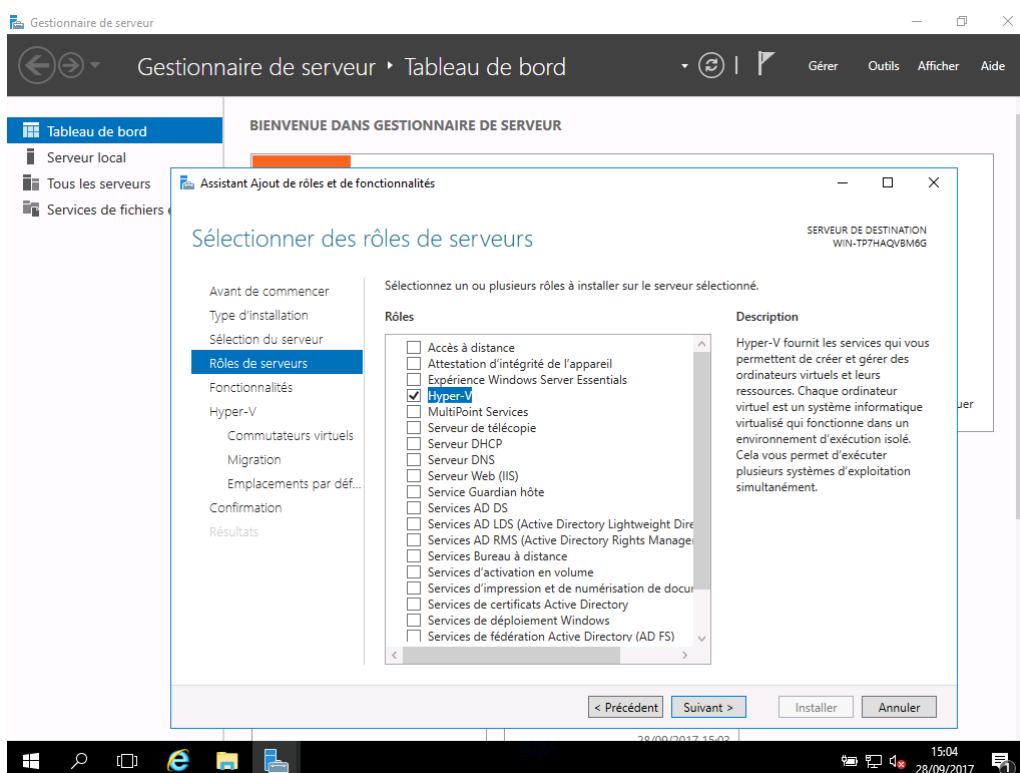 Gestionnaire de serveur
Gestionnaire de serveur • Tableau de bord
Gérer Outils Afficher Aide
Tableau de bord
Serveur local
Tous les serveurs
Services de fichiers
BIENVENUE DANS GESTIONNAIRE DE SERVEUR
Assistant Ajout de rôles et de fonctionnalités
Sélectionner des rôles de serveurs
SERVEUR DE DESTINATION
WIN-TP7HAQVBM6G
Avant de commencer
Type d'installation
Sélection du serveur
Rôles de serveurs
Fonctionnalités
Hyper-V
Commutateurs virtuels
Migration
Emplacements par déf...
Confirmation
Résultats
Sélectionnez un ou plusieurs rôles à installer sur le serveur sélectionné.
Rôles
Accès à distance
Attestation d'intégrité de l'appareil
Expérience Windows Server Essentials
Hyper-V
MultiPoint Services
Serveur de télécopie
Serveur DHCP
Serveur DNS
Serveur Web (IIS)
Service Guardian hôte
Services AD DS
Services AD LDS (Active Directory Lightweight Dire
Services AD RMS (Active Directory Rights Manage
Services Bureau à distance
Services d'activation en volume
Services d'impression et de numérisation de docu
Services de certificats Active Directory
Services de déploiement Windows
Services de fédération Active Directory (AD FS)
Description
Hyper-V fournit les services qui vous
permettent de créer et gérer des
ordinateurs virtuels et leurs
ressources. Chaque ordinateur
virtuel est un système informatique
virtualisé qui fonctionne dans un
environnement d'exécution isolé.
Cela vous permet d'exécuter
plusieurs systèmes d'exploitation
simultanément.
uer
< Précédent Suivant > Installer Annuler
28/09/2017 15:03
15:04
28/09/2017
1